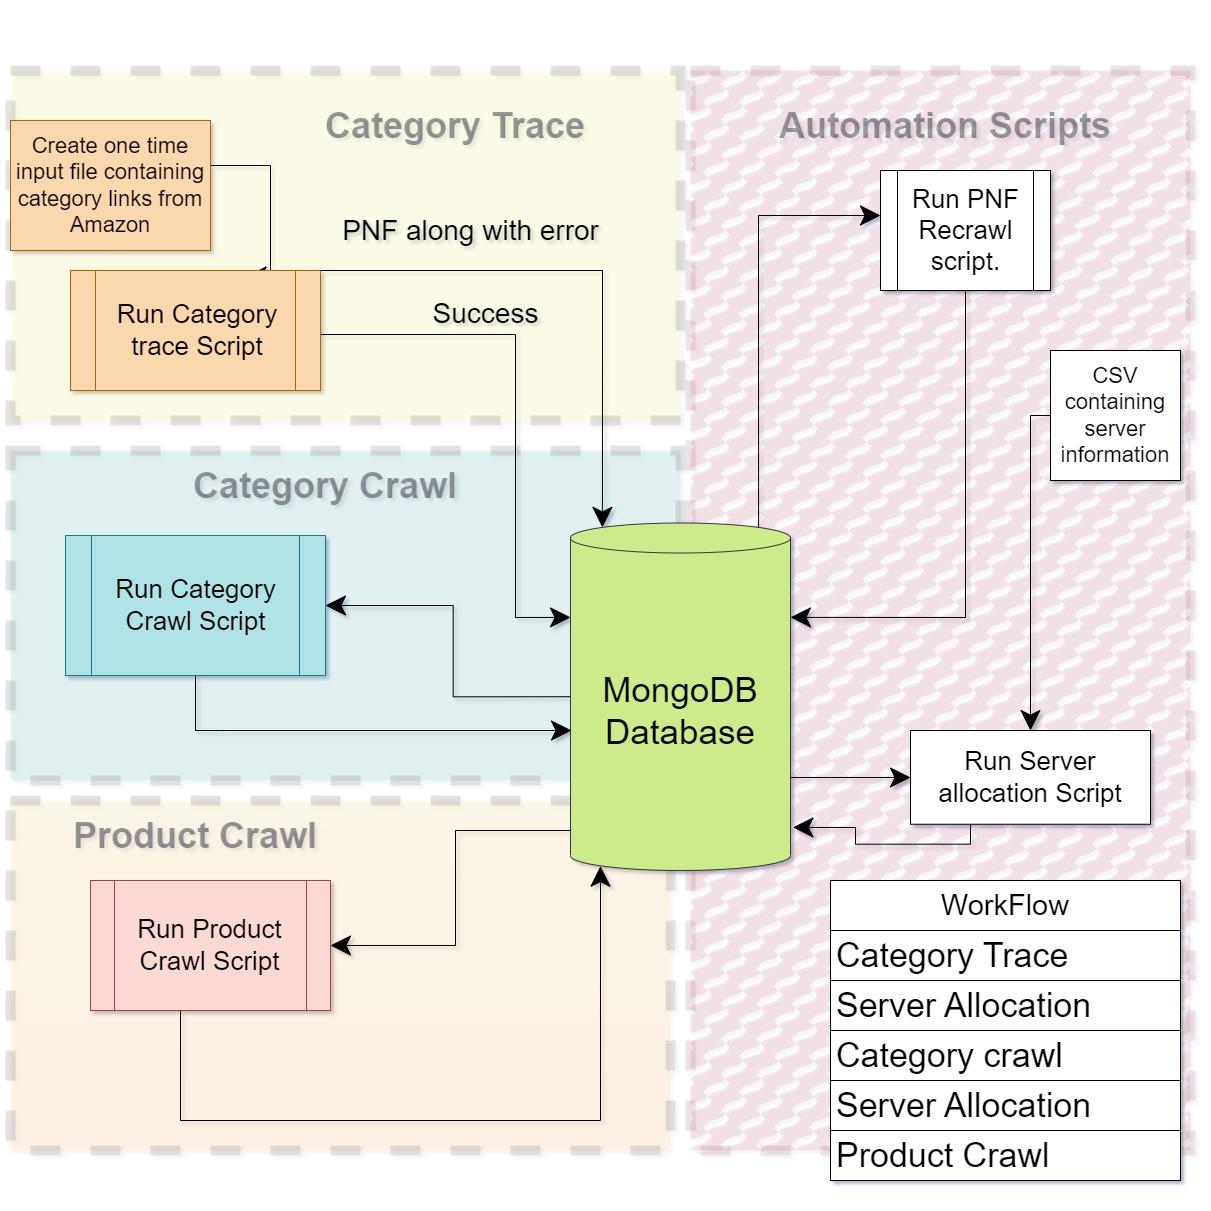 Category Trace
Create one time
input file containing
category links from
Amazon
PNF along with error
Success
Run Category
trace Script
Category Crawl
Run Category
Crawl Script
Product Crawl
Run Product
Crawl Script
MongoDB
Database
Automation Scripts
Run PNF
Recrawl
script.
CSV
containing
server
information
Run Server
allocation Script
WorkFlow
Category Trace
Server Allocation
Category crawl
Server Allocation
Product Crawl